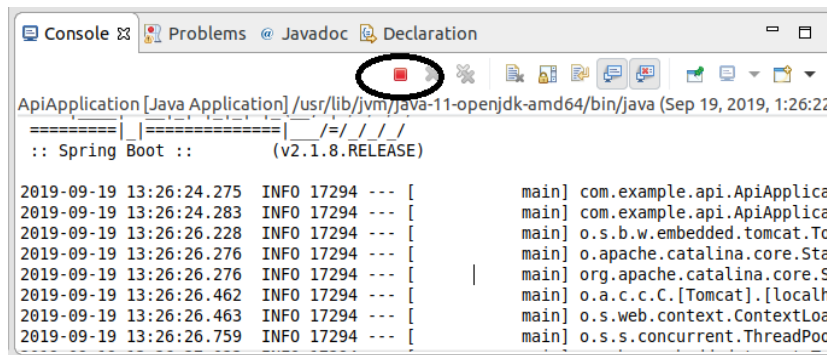 Console Problems @ Javadoc Declaration
ApiApplication [Java Application] /usr/lib/jvm/java-11-openjdk-amd64/bin/java (Sep 19, 2019, 1:26:22
=========|_|==============|___/=/_/_/_/
:: Spring Boot :: (v2.1.8.RELEASE)
2019-09-19 13:26:24.275 INFO 17294 --- [ main] com.example.api.ApiApplica
2019-09-19 13:26:24.283 INFO 17294 --- [ main] com.example.api.ApiApplica
2019-09-19 13:26:26.228 INFO 17294 --- [ main] o.s.b.w.embedded.tomcat.To
2019-09-19 13:26:26.276 INFO 17294 --- [ main] o.apache.catalina.core.Sta
2019-09-19 13:26:26.276 INFO 17294 --- [ main] org.apache.catalina.core.S
2019-09-19 13:26:26.462 INFO 17294 --- [ main] o.a.c.c.C.[Tomcat].[localh
2019-09-19 13:26:26.463 INFO 17294 --- [ main] o.s.web.context.ContextLoa
2019-09-19 13:26:26.759 INFO 17294 --- [ main] o.s.s.concurrent.ThreadPoo